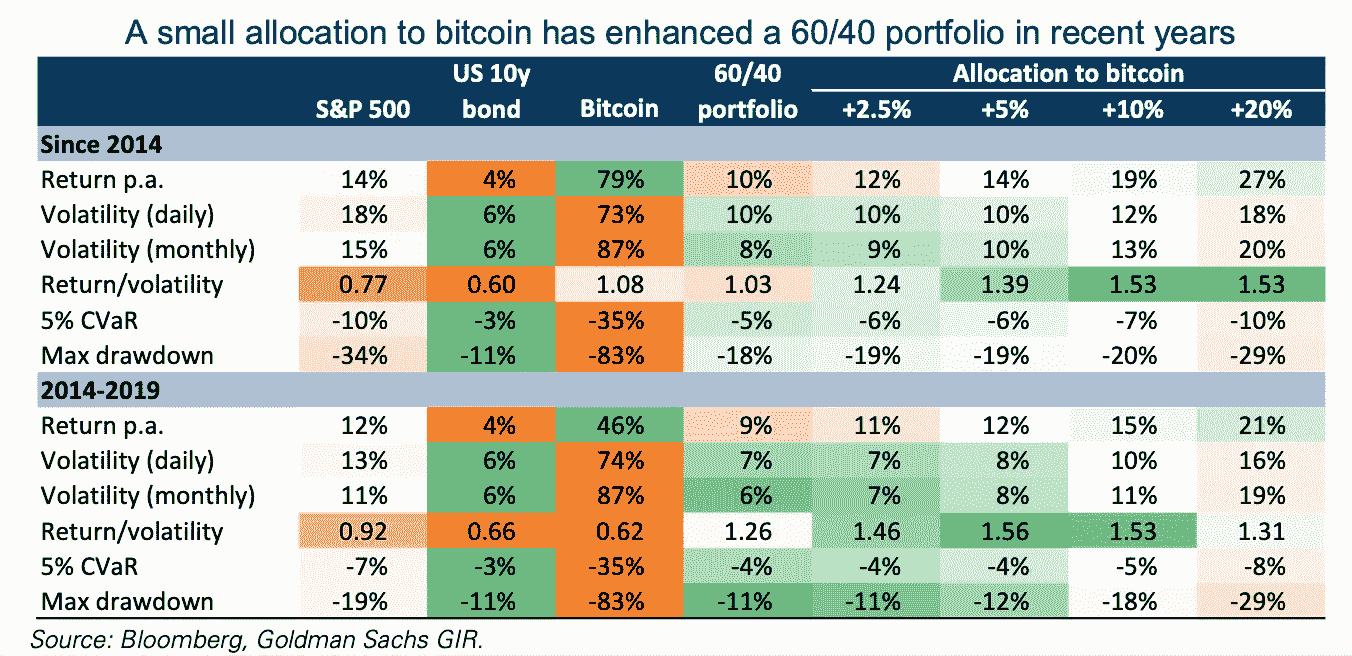 A small allocation to bitcoin has enhanced a 60/40 portfolio in recent years
US 10y 60/40 Allocation to bitcoin
S&P 500 bond Bitcoin portfolio +2.5% +5% +10% +20%
Since 2014
Return p.a. 14% 4% 79% 10% 12% 14% 19% 27%
Volatility (daily) 18% 6% 73% 10% 10% 10% 12% 18%
Volatility (monthly) 15% 6% 87% 8% 9% 10% 13% 20%
Return/volatility 0.77 0.60 1.08 1.03 1.24 1.39 1.53 1.53
5% CVaR -10% -3% -35% -5% -6% -6% -7% -10%
Max drawdown -34% -11% -83% -18% -19% -19% -20% -29%
2014-2019
Return p.a. 12% 4% 46% 9% 11% 12% 15% 21%
Volatility (daily) 13% 6% 74% 7% 7% 8% 10% 16%
Volatility (monthly) 11% 6% 87% 6% 7% 8% 11% 19%
Return/volatility 0.92 0.66 0.62 1.26 1.46 1.56 1.53 1.31
5% CVaR -7% -3% -35% -4% -4% -4% -5% -8%
Max drawdown -19% -11% -83% -11% -11% -12% -18% -29%
Source: Bloomberg, Goldman Sachs GIR.